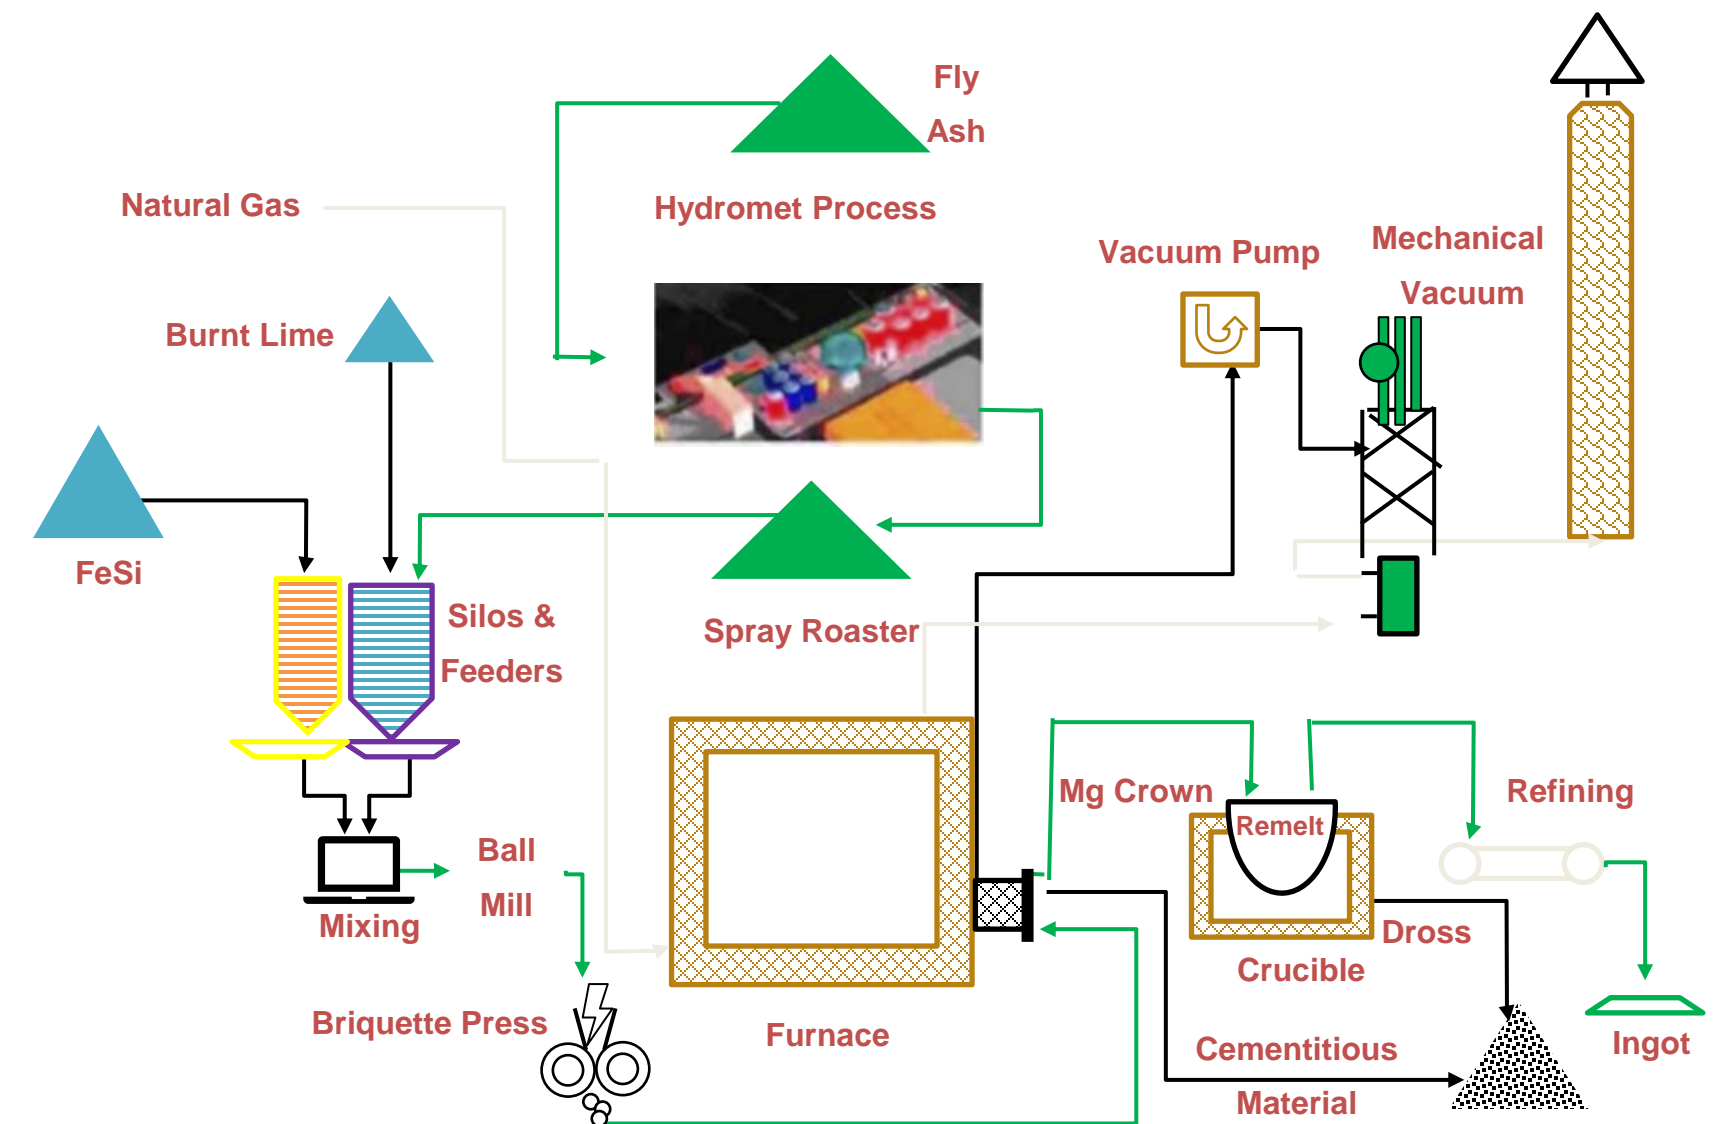 Fly
Ash
Natural Gas
Hydromet Process
Mechanical
Vacuum
Vacuum Pump
Burnt Lime
FeSi
Silos &
Feeders
Spray Roaster
Mg Crown
Refining
Remelt
Ball
Mill
Mixing
Dross
Crucible
Briquette Press
Furnace
Cementitious
Material
Ingot